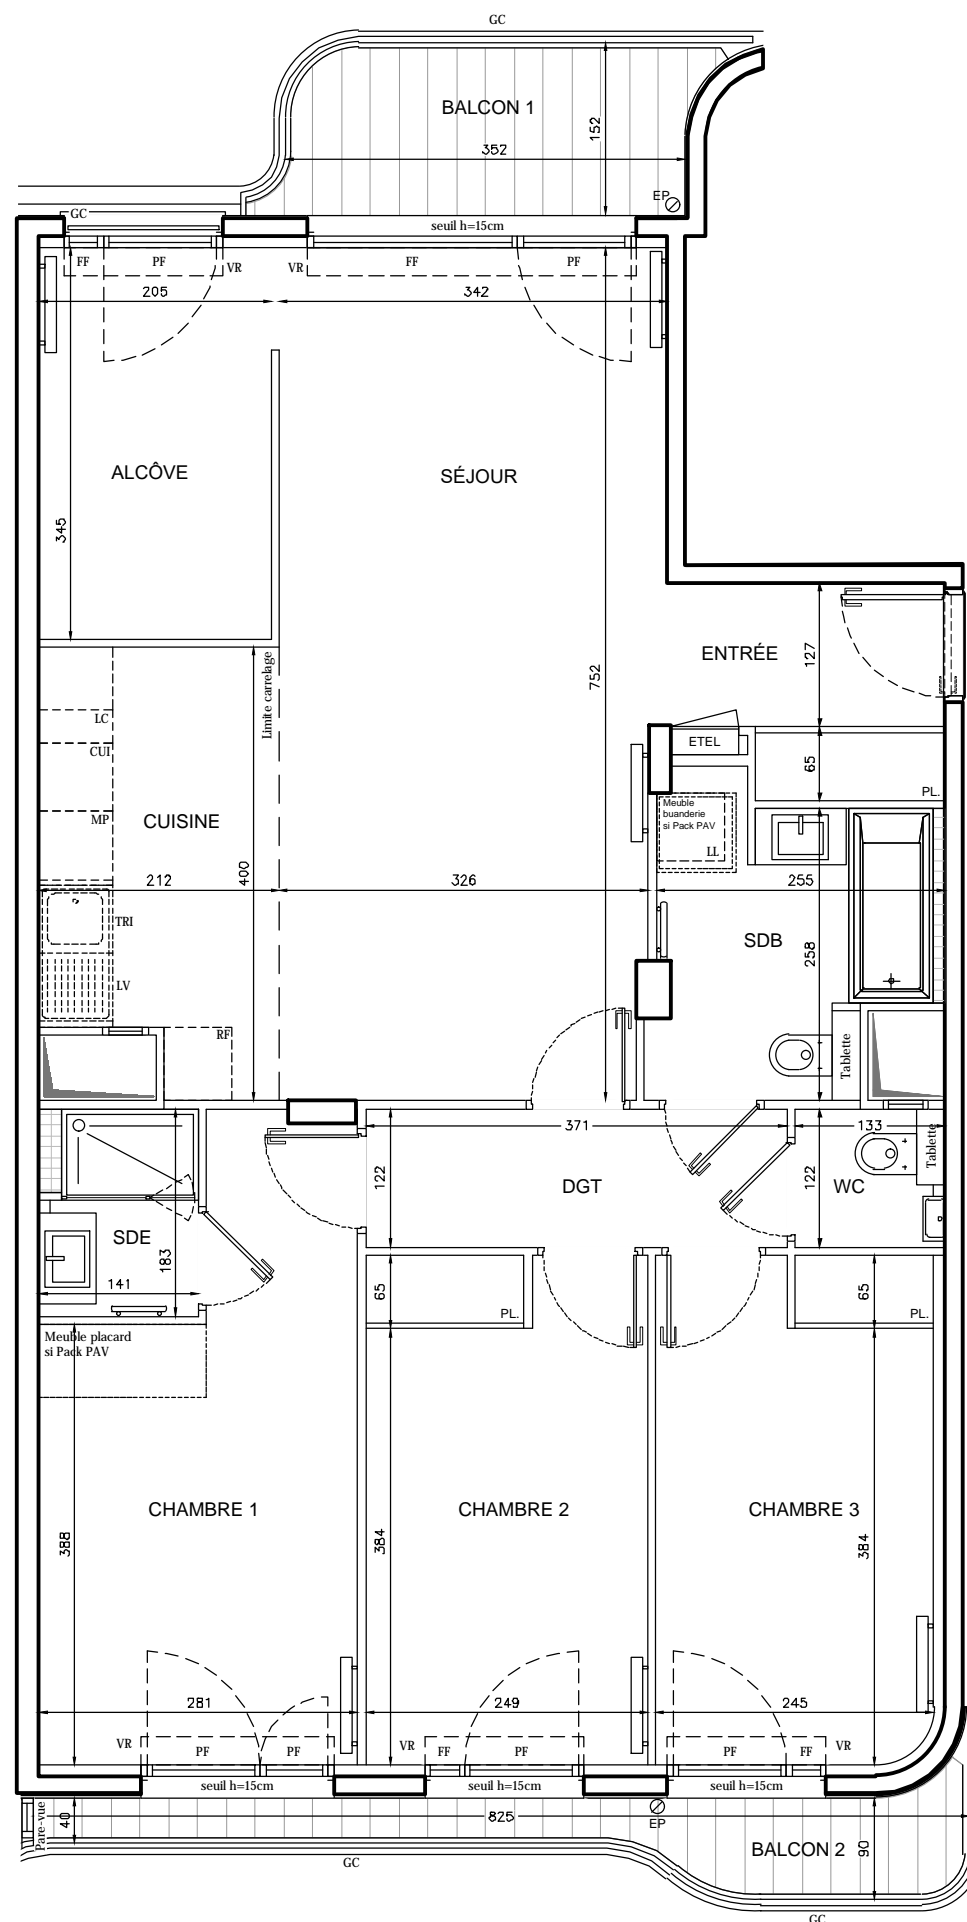 GC
BALCON 1
152
352
EP
GC
seuil h=15cm
FF
PF
VR
VR
FF
PF
205
342
ALCÔVE
SÉJOUR
345
ENTRÉE
127
752
Limite carrelage
LC
ETEL
CUI
65
PL.
MP
Meuble
buanderie
si Pack PAV
CUISINE
LL
400
212
326
255
TRI
SDB
258
LV
RF
Tablette
371
133
Tablette
122
DGT
122
WC
SDE
183
141
65
PL.
65
PL.
Meuble placard
si Pack PAV
CHAMBRE 1
CHAMBRE 2
CHAMBRE 3
388
384
384
281
249
245
VR
PF
PF
VR
FF
PF
PF
FF
VR
seuil h=15cm
seuil h=15cm
seuil h=15cm
Pare-vue
40
825
EP
BALCON 2
90
GC
GC